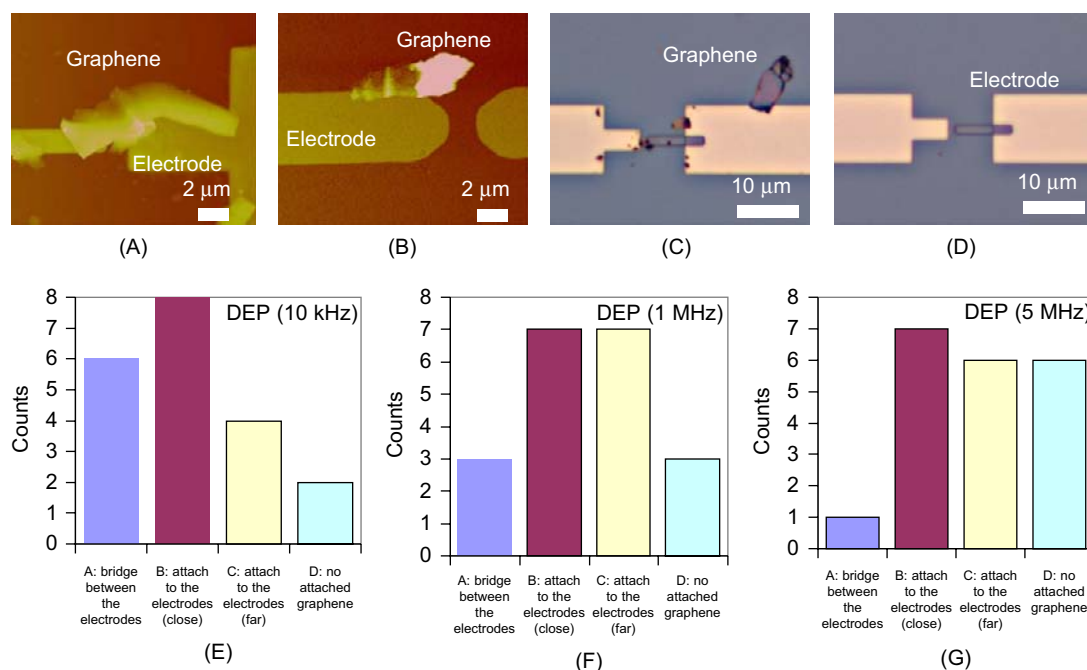 Graphene
Electrode
2 μm
(A)
Graphene
Electrode
2 μm
(B)
Graphene
10 μm
(C)
Electrode
10 μm
(D)
DEP (10 kHz)
Counts
8
7
6
5
4
3
2
1
0
A: bridge
between
the
electrodes
B: attach
to the
electrodes
(close)
C: attach
to the
electrodes
(far)
D: no
attached
graphene
(E)
DEP (1 MHz)
Counts
8
7
6
5
4
3
2
1
0
A: bridge
between
the
electrodes
B: attach
to the
electrodes
(close)
C: attach
to the
electrodes
(far)
D: no
attached
graphene
(F)
DEP (5 MHz)
Counts
8
7
6
5
4
3
2
1
0
A: bridge
between
the
electrodes
B: attach
to the
electrodes
(close)
C: attach
to the
electrodes
(far)
D: no
attached
graphene
(G)